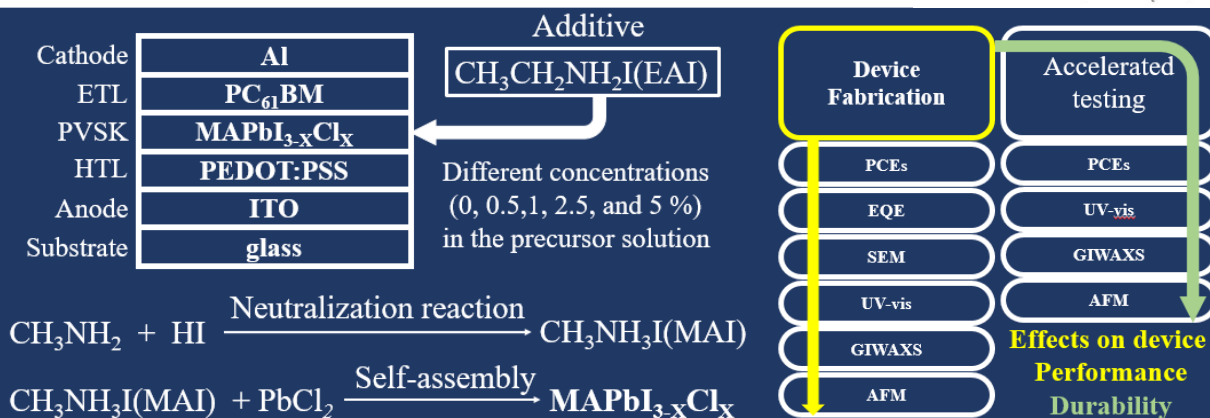 Cathode Al
ETL PC₆₁BM
PVSK MAPbI₃₋ₓClₓ
HTL PEDOT:PSS
Anode ITO
Substrate glass
Additive
CH₃CH₂NH₂I(EAI)
Different concentrations
(0, 0.5,1, 2.5, and 5 %)
in the precursor solution
CH₃NH₂ + HI Neutralization reaction CH₃NH₃I(MAI)
CH₃NH₃I(MAI) + PbCl₂ Self-assembly MAPbI₃₋ₓClₓ
Device
Fabrication
PCEs
EQE
SEM
UV-vis
GIWAXS
AFM
Accelerated
testing
PCEs
UV-vis
GIWAXS
AFM
Effects on device
Performance
Durability